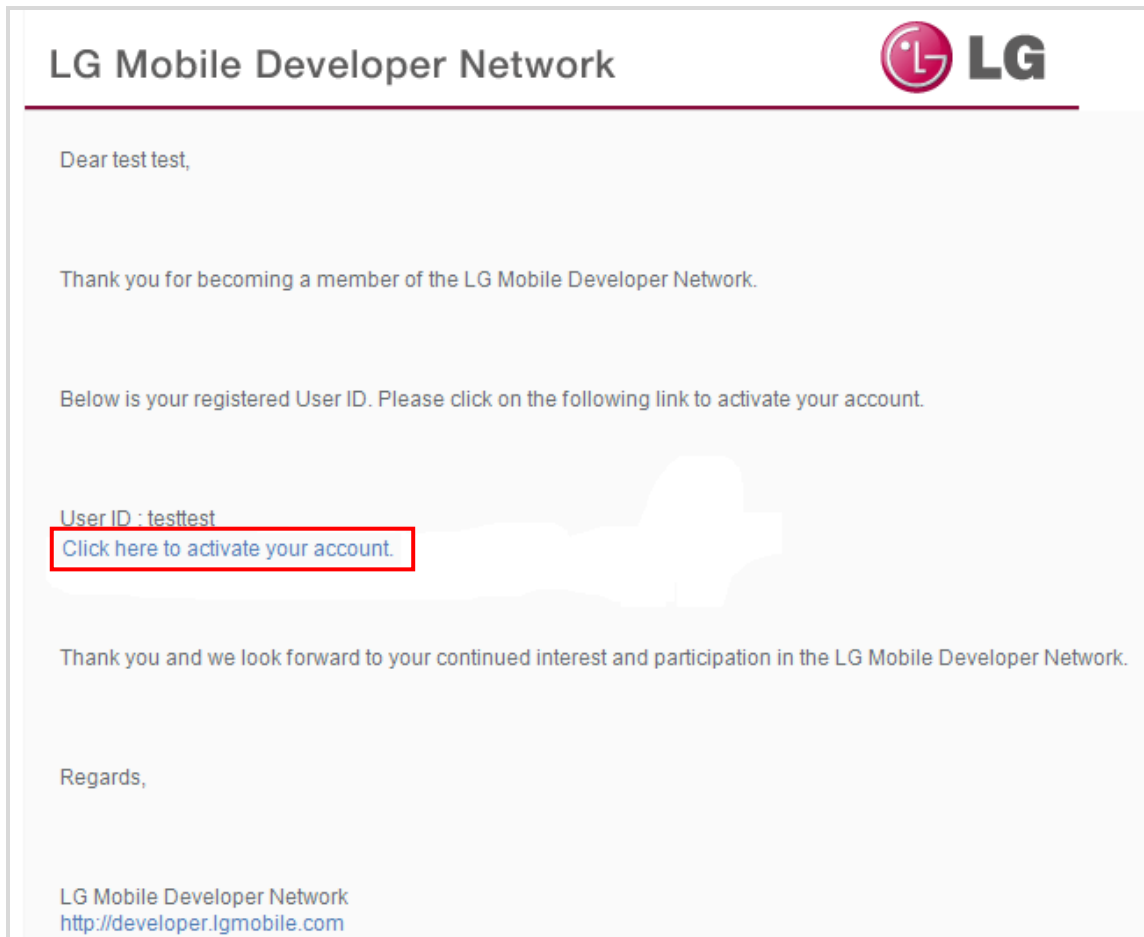 LG Mobile Developer Network
LG
Dear test test,
Thank you for becoming a member of the LG Mobile Developer Network.
Below is your registered User ID. Please click on the following link to activate your account.
User ID : testtest
Click here to activate your account.
Thank you and we look forward to your continued interest and participation in the LG Mobile Developer Network.
Regards,
LG Mobile Developer Network
http://developer.lgmobile.com